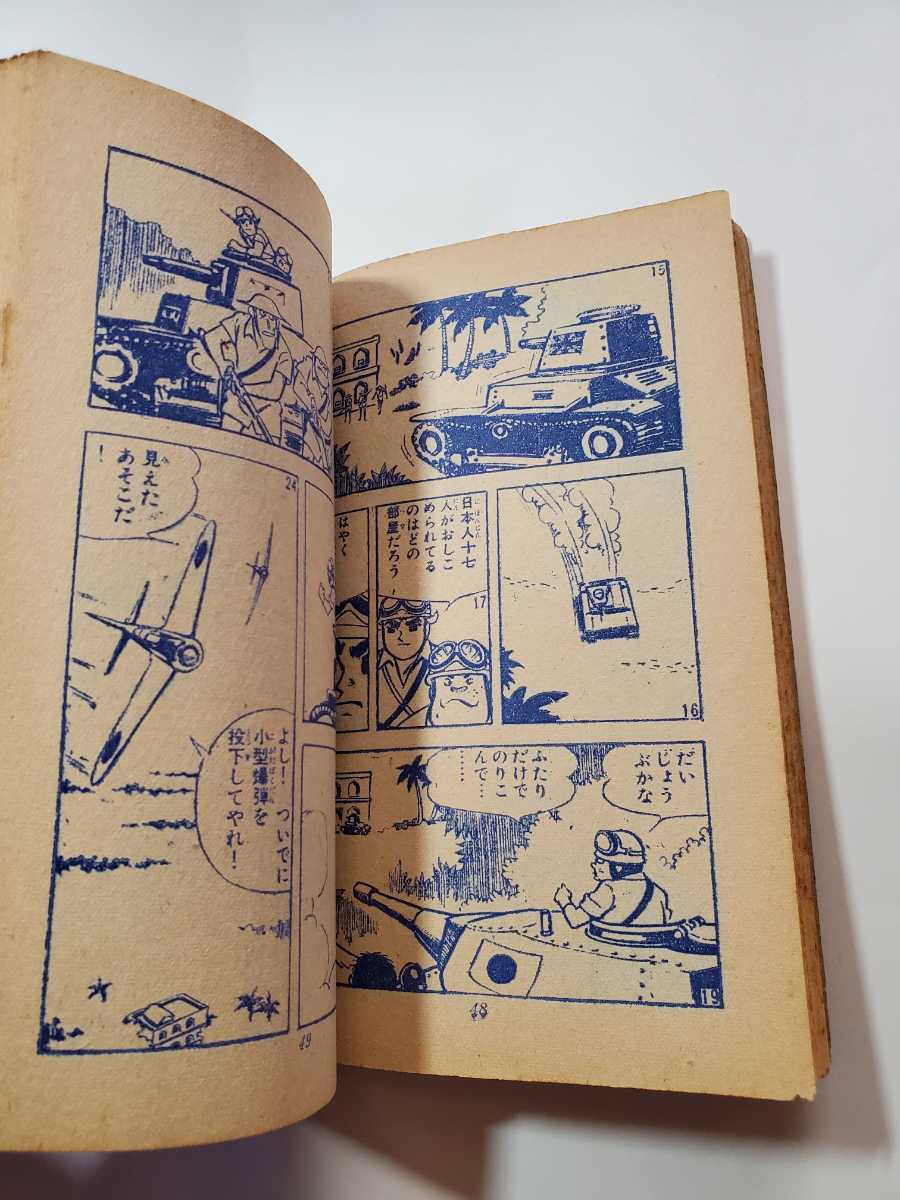 15
16
日本人十七
人がおしこ
められてる
のはどの
部屋だろう
17
はやく
だい
じょう
ぶかな
ふたり
だけで
のりこ
んで…
……
19
48
見えた
あそこだ
！
24
よし！ついでに
小型爆弾を
投下してやれ！
49